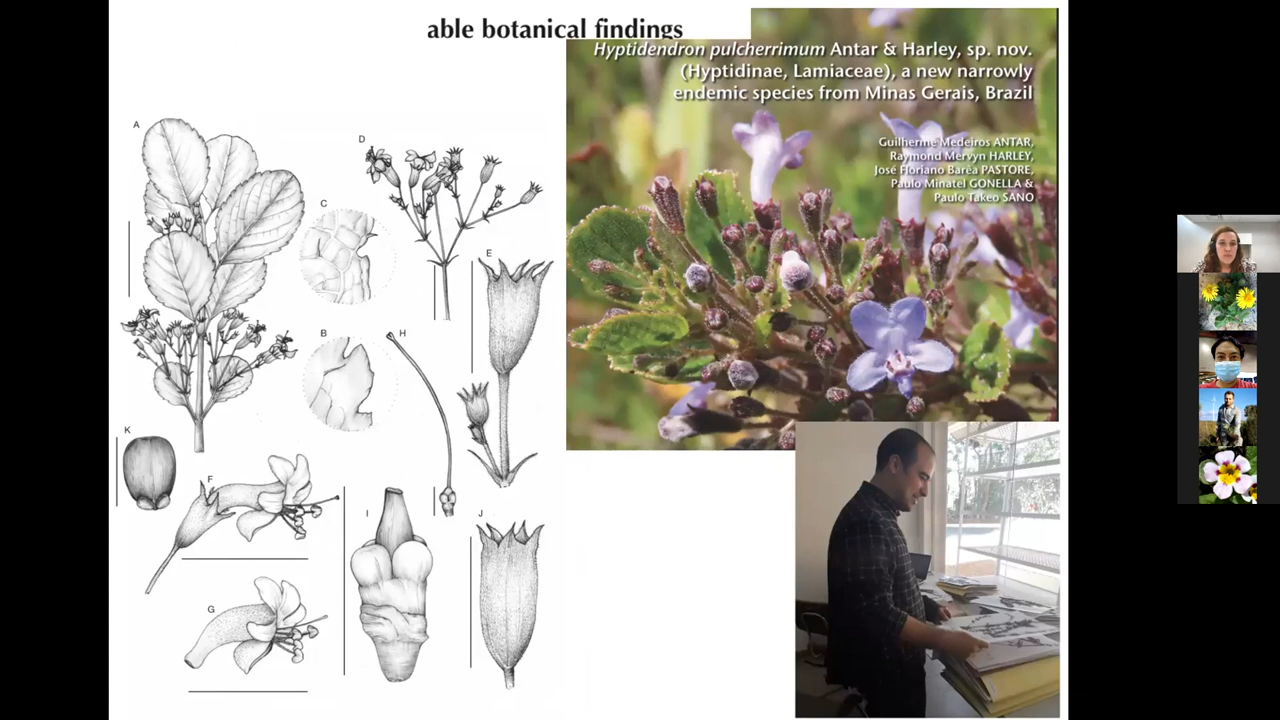 able botanical findings
Hyptidendron pulcherrimum Antar & Harley, sp. nov.
(Hyptidinae, Lamiaceae), a new narrowly
endemic species from Minas Gerais, Brazil
Guilherme Medeiros ANTAR,
Raymond Mervyn HARLEY,
José Floriano Barêa PASTORE,
Paulo Minatel GONELLA &
Paulo Takeo SANO
A
D
C
E
B
H
K
F
I
J
G